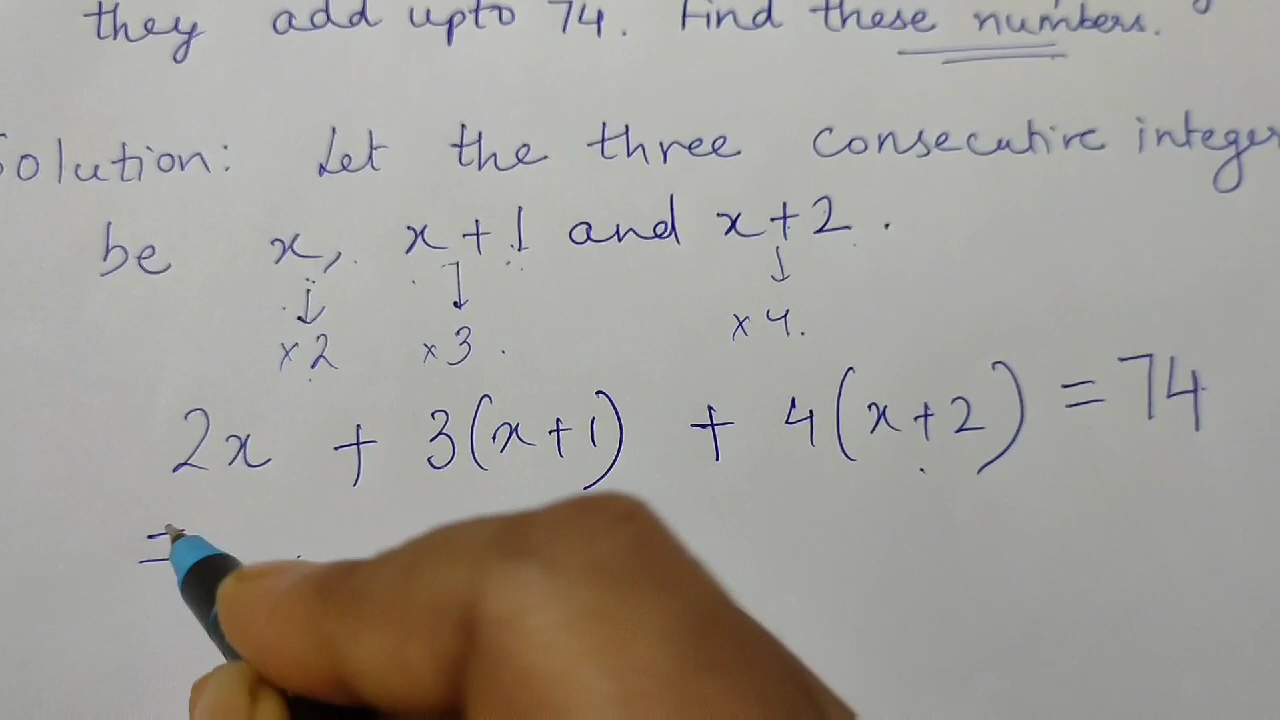 they add upto 74. Find these numbers.
Solution: Let the three consecutive integer
be x, x+1 and x+2.
↓ ↓ ↓
×2 ×3. ×4.
2x + 3(x+1) + 4(x+2) = 74
=